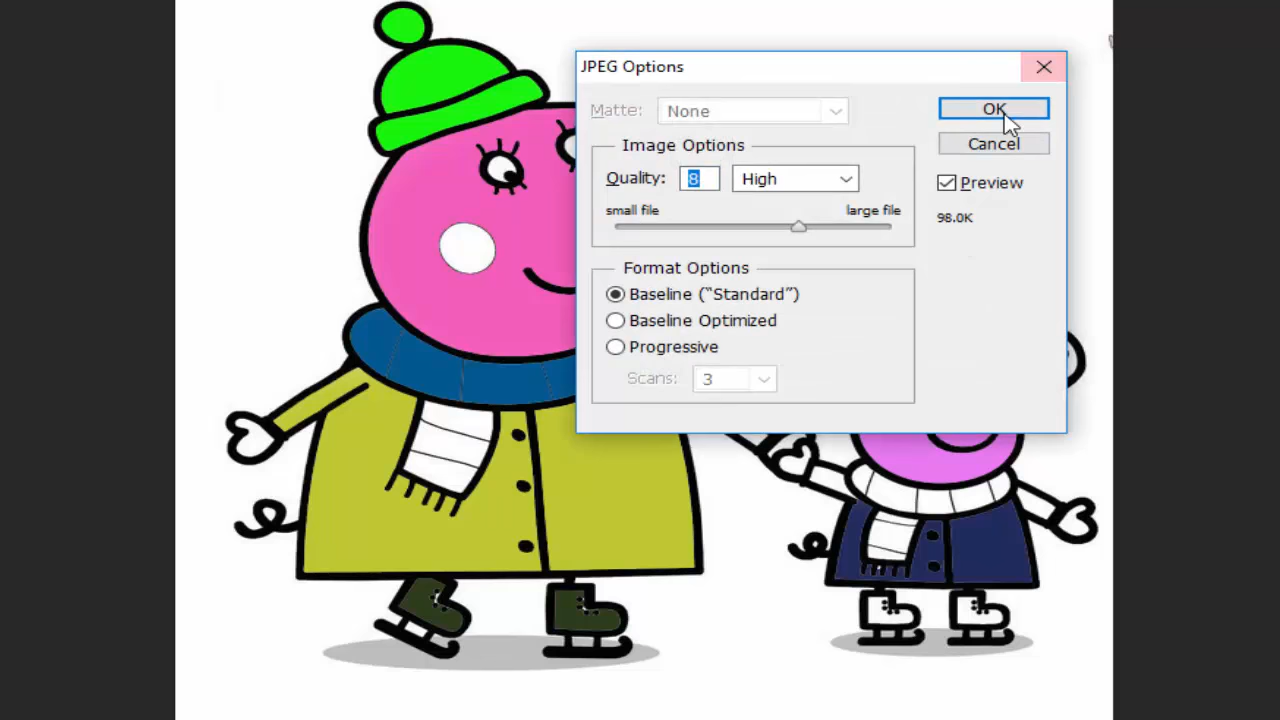 JPEG Options
Matte: None
OK
Image Options
Cancel
Quality: 8 High
Preview
small file large file
98.0K
Format Options
Baseline (“Standard”)
Baseline Optimized
Progressive
Scans: 3